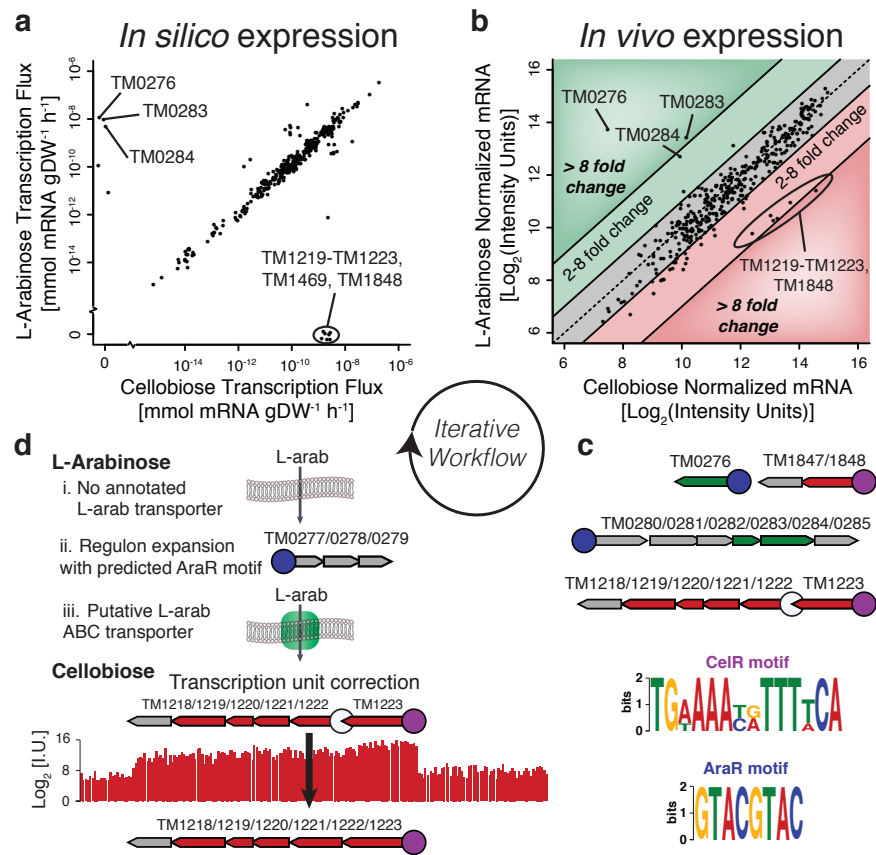 a
In silico expression
L-Arabinose Transcription Flux
[mmol mRNA gDW⁻¹ h⁻¹]
10⁻⁶
10⁻⁸
10⁻¹⁰
10⁻¹²
10⁻¹⁴
0
TM0276
TM0283
TM0284
TM1219-TM1223,
TM1469, TM1848
0
10⁻¹⁴
10⁻¹⁰
10⁻⁸
10⁻⁶
Cellobiose Transcription Flux
[mmol mRNA gDW⁻¹ h⁻¹]
b
In vivo expression
L-Arabinose Normalized mRNA
[Log₂(Intensity Units)]
16
14
12
10
8
6
TM0276
TM0283
TM0284
> 8 fold
change
2-8 fold change
2-8 fold change
TM1219-TM1223,
TM1848
> 8 fold
change
6
8
10
12
14
16
Cellobiose Normalized mRNA
[Log₂(Intensity Units)]
Iterative
Workflow
d
L-Arabinose
L-arab
i. No annotated
L-arab transporter
TM0277/0278/0279
ii. Regulon expansion
with predicted AraR motif
L-arab
iii. Putative L-arab
ABC transporter
Cellobiose
Transcription unit correction
TM1218/1219/1220/1221/1222
TM1223
Log₂ [I.U.]
16
8
0
TM1218/1219/1220/1221/1222/1223
c
TM0276
TM1847/1848
TM0280/0281/0282/0283/0284/0285
TM1218/1219/1220/1221/1222
TM1223
CelR motif
bits
2
1
0
AraR motif
bits
2
1
0
GTACGTAC